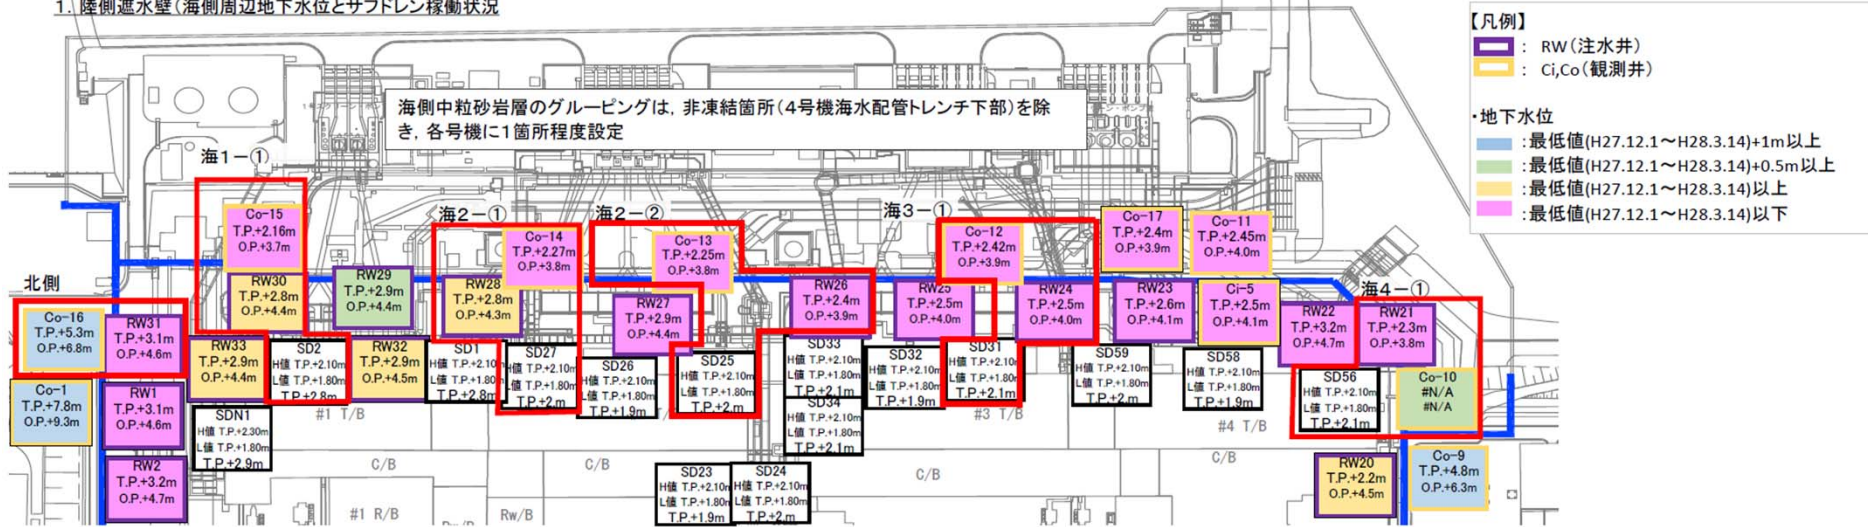 1. 陸側遮水壁（海側周辺地下水位とサブドレン稼働状況
【凡例】
： RW（注水井）
： Ci,Co（観測井）
・地下水位
：最低値(H27.12.1～H28.3.14)+1m以上
：最低値(H27.12.1～H28.3.14)+0.5m以上
：最低値(H27.12.1～H28.3.14)以上
：最低値(H27.12.1～H28.3.14)以下
海側中粒砂岩層のグルーピングは，非凍結箇所（４号機海水配管トレンチ下部）を除
き，各号機に１箇所程度設定
海１－①
海２－①
海２－②
海３－①
海４－①
北側
Co-15
T.P.+2.16m
O.P.+3.7m
Co-14
T.P.+2.27m
O.P.+3.8m
Co-13
T.P.+2.25m
O.P.+3.8m
Co-12
T.P.+2.42m
O.P.+3.9m
Co-17
T.P.+2.4m
O.P.+3.9m
Co-11
T.P.+2.45m
O.P.+4.0m
RW30
T.P.+2.8m
O.P.+4.4m
RW29
T.P.+2.9m
O.P.+4.4m
RW28
T.P.+2.8m
O.P.+4.3m
RW27
T.P.+2.9m
O.P.+4.4m
RW26
T.P.+2.4m
O.P.+3.9m
RW25
T.P.+2.5m
O.P.+4.0m
RW24
T.P.+2.5m
O.P.+4.0m
RW23
T.P.+2.6m
O.P.+4.1m
Ci-5
T.P.+2.5m
O.P.+4.1m
RW22
T.P.+3.2m
O.P.+4.7m
RW21
T.P.+2.3m
O.P.+3.8m
Co-16
T.P.+5.3m
O.P.+6.8m
RW31
T.P.+3.1m
O.P.+4.6m
RW33
T.P.+2.9m
O.P.+4.4m
SD2
H値 T.P.+2.10m
L値 T.P.+1.80m
T.P.+2.8m
RW32
T.P.+2.9m
O.P.+4.5m
SD1
H値 T.P.+2.10m
L値 T.P.+1.80m
T.P.+2.8m
SD27
H値 T.P.+2.10m
L値 T.P.+1.80m
T.P.+2.m
SD26
H値 T.P.+2.10m
L値 T.P.+1.80m
T.P.+1.9m
SD25
H値 T.P.+2.10m
L値 T.P.+1.80m
T.P.+2.m
SD33
H値 T.P.+2.10m
L値 T.P.+1.80m
T.P.+2.1m
SD34
H値 T.P.+2.10m
L値 T.P.+1.80m
T.P.+2.1m
SD32
H値 T.P.+2.10m
L値 T.P.+1.80m
T.P.+1.9m
SD31
H値 T.P.+2.10m
L値 T.P.+1.80m
T.P.+2.1m
SD59
H値 T.P.+2.10m
L値 T.P.+1.80m
T.P.+2.m
SD58
H値 T.P.+2.10m
L値 T.P.+1.80m
T.P.+1.9m
SD56
H値 T.P.+2.10m
L値 T.P.+1.80m
T.P.+2.1m
Co-10
#N/A
#N/A
Co-1
T.P.+7.8m
O.P.+9.3m
RW1
T.P.+3.1m
O.P.+4.6m
SDN1
H値 T.P.+2.30m
L値 T.P.+1.80m
T.P.+2.9m
#1 T/B
#3 T/B
#4 T/B
RW2
T.P.+3.2m
O.P.+4.7m
C/B
C/B
C/B
C/B
SD23
H値 T.P.+2.10m
L値 T.P.+1.80m
T.P.+1.9m
SD24
H値 T.P.+2.10m
L値 T.P.+1.80m
T.P.+2.m
RW20
T.P.+2.2m
O.P.+4.5m
Co-9
T.P.+4.8m
O.P.+6.3m
#1 R/B
Rw/B